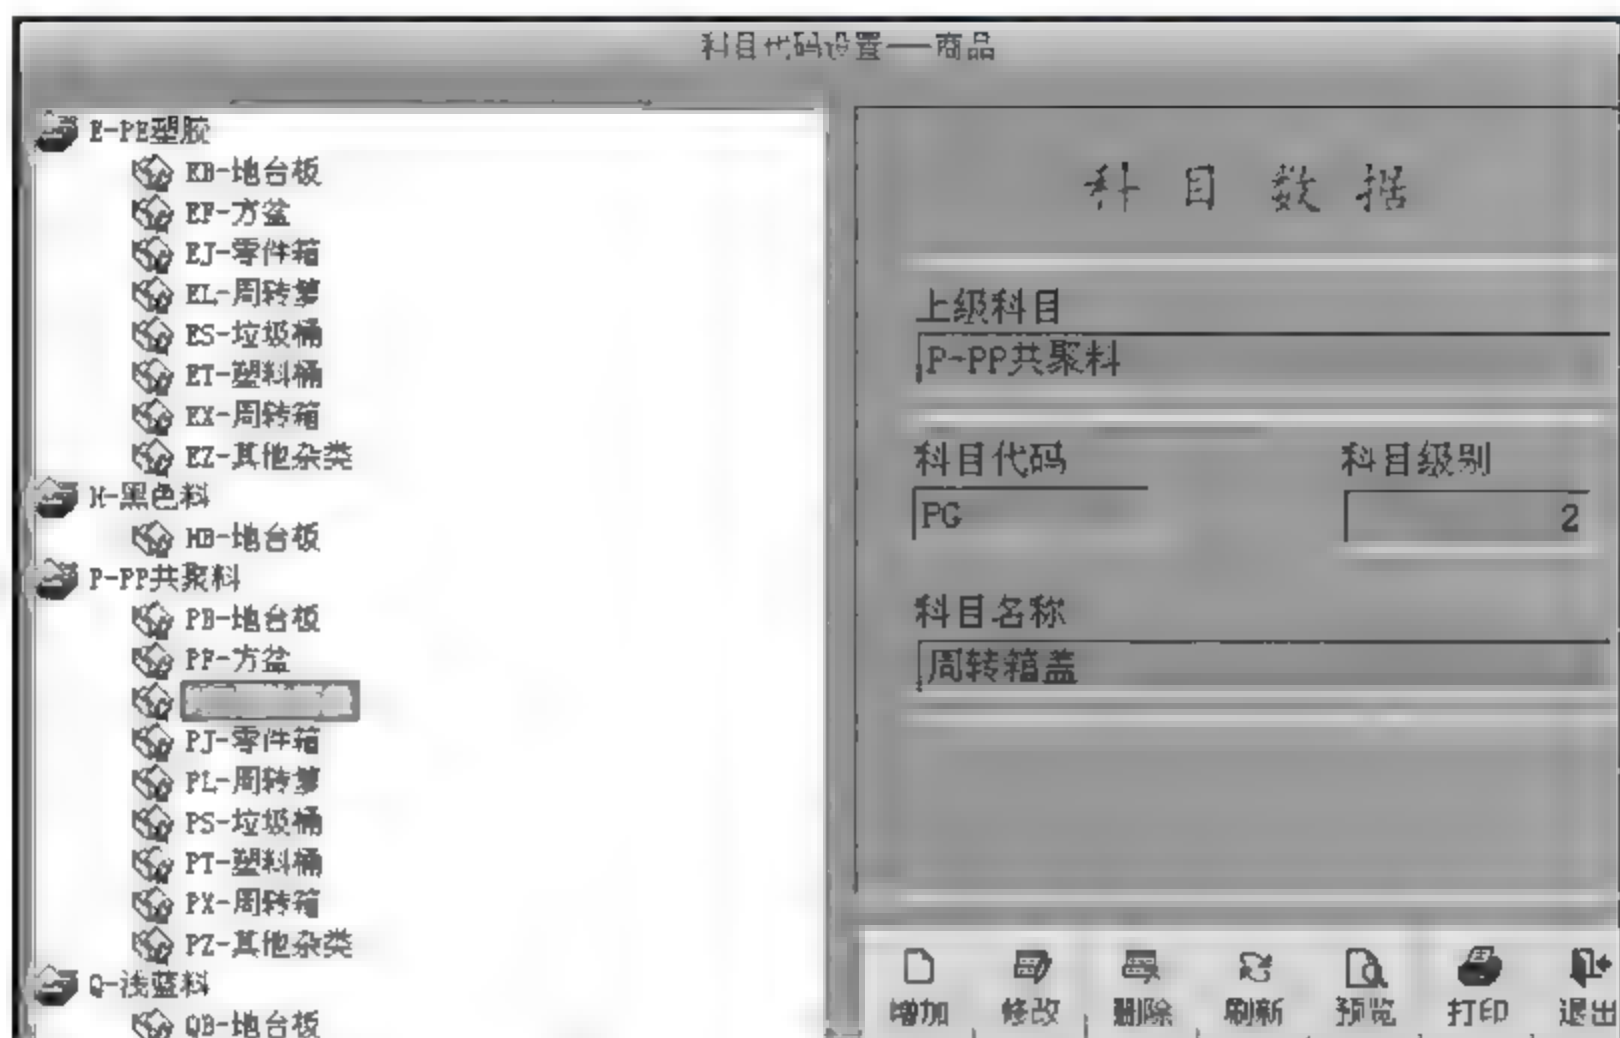 科目代码设置——商品
E-PE塑胶
EB-地台板
EF-方盆
EJ-零件箱
EL-周转箩
ES-垃圾桶
ET-塑料桶
EX-周转箱
EZ-其他杂类
H-黑色料
HB-地台板
P-PP共聚料
PB-地台板
PF-方盆
PJ-零件箱
PL-周转箩
PS-垃圾桶
PT-塑料桶
PX-周转箱
PZ-其他杂类
Q-浅蓝料
QB-地台板
科目数据
上级科目
P-PP共聚料
科目代码 科目级别
PG 2
科目名称
周转箱盖
增加 修改 删除 刷新 预览 打印 退出